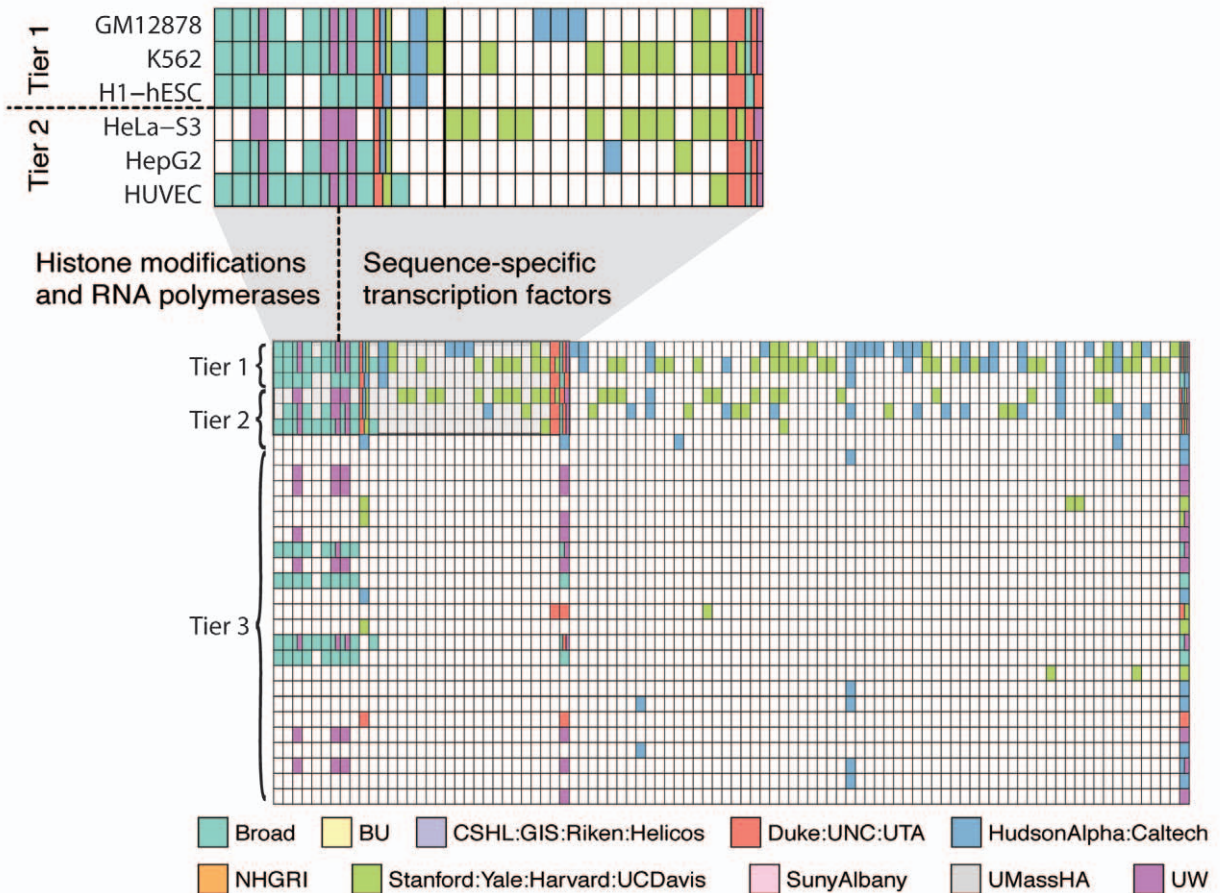 Tier 1
GM12878
K562
H1–hESC
Tier 2
HeLa–S3
HepG2
HUVEC
Histone modifications
and RNA polymerases
Sequence-specific
transcription factors
Tier 1
Tier 2
Tier 3
Broad
BU
CSHL:GIS:Riken:Helicos
Duke:UNC:UTA
HudsonAlpha:Caltech
NHGRI
Stanford:Yale:Harvard:UCDavis
SunyAlbany
UMassHA
UW